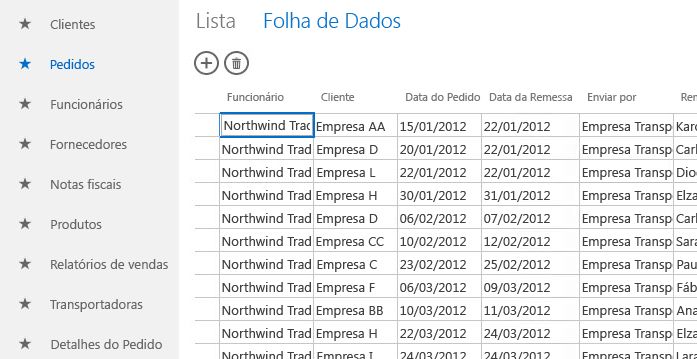 Clientes
Pedidos
Funcionários
Fornecedores
Notas fiscais
Produtos
Relatórios de vendas
Transportadoras
Detalhes do Pedido
Lista Folha de Dados
Funcionário Cliente Data do Pedido Data da Remessa Enviar por Rem
Northwind Trad Empresa AA 15/01/2012 22/01/2012 Empresa Transp Karo
Northwind Trad Empresa D 20/01/2012 22/01/2012 Empresa Transp Carl
Northwind Trad Empresa L 22/01/2012 22/01/2012 Empresa Transp Dio
Northwind Trad Empresa H 30/01/2012 31/01/2012 Empresa Transp Elza
Northwind Trad Empresa D 06/02/2012 07/02/2012 Empresa Transp Carl
Northwind Trad Empresa CC 10/02/2012 12/02/2012 Empresa Transp Sara
Northwind Trad Empresa C 23/02/2012 25/02/2012 Empresa Transp
Northwind Trad Empresa F 06/03/2012 09/03/2012 Empresa Transp Fáb
Northwind Trad Empresa BB 10/03/2012 11/03/2012 Empresa Transp Ana
Northwind Trad Empresa H 22/03/2012 24/03/2012 Empresa Transp Elza
Northwind Trad Empresa 22/03/2012 24/03/2012 Empresa Transp